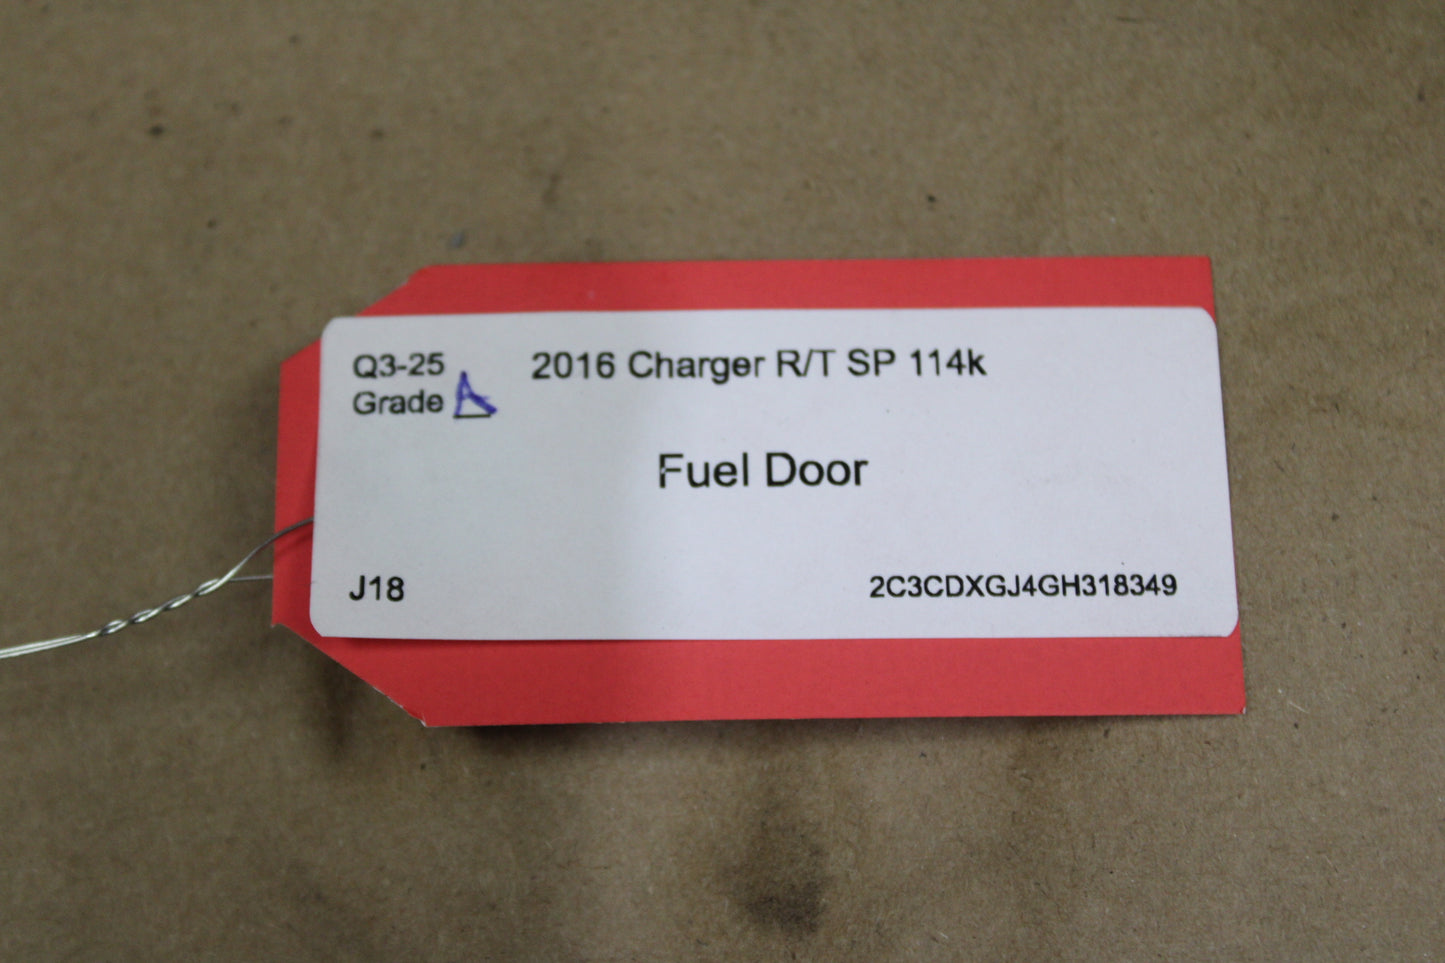 Q3-25 2016 Charger R/T SP 114k
Grade A
Fuel Door
J18 2C3CDXGJ4GH318349